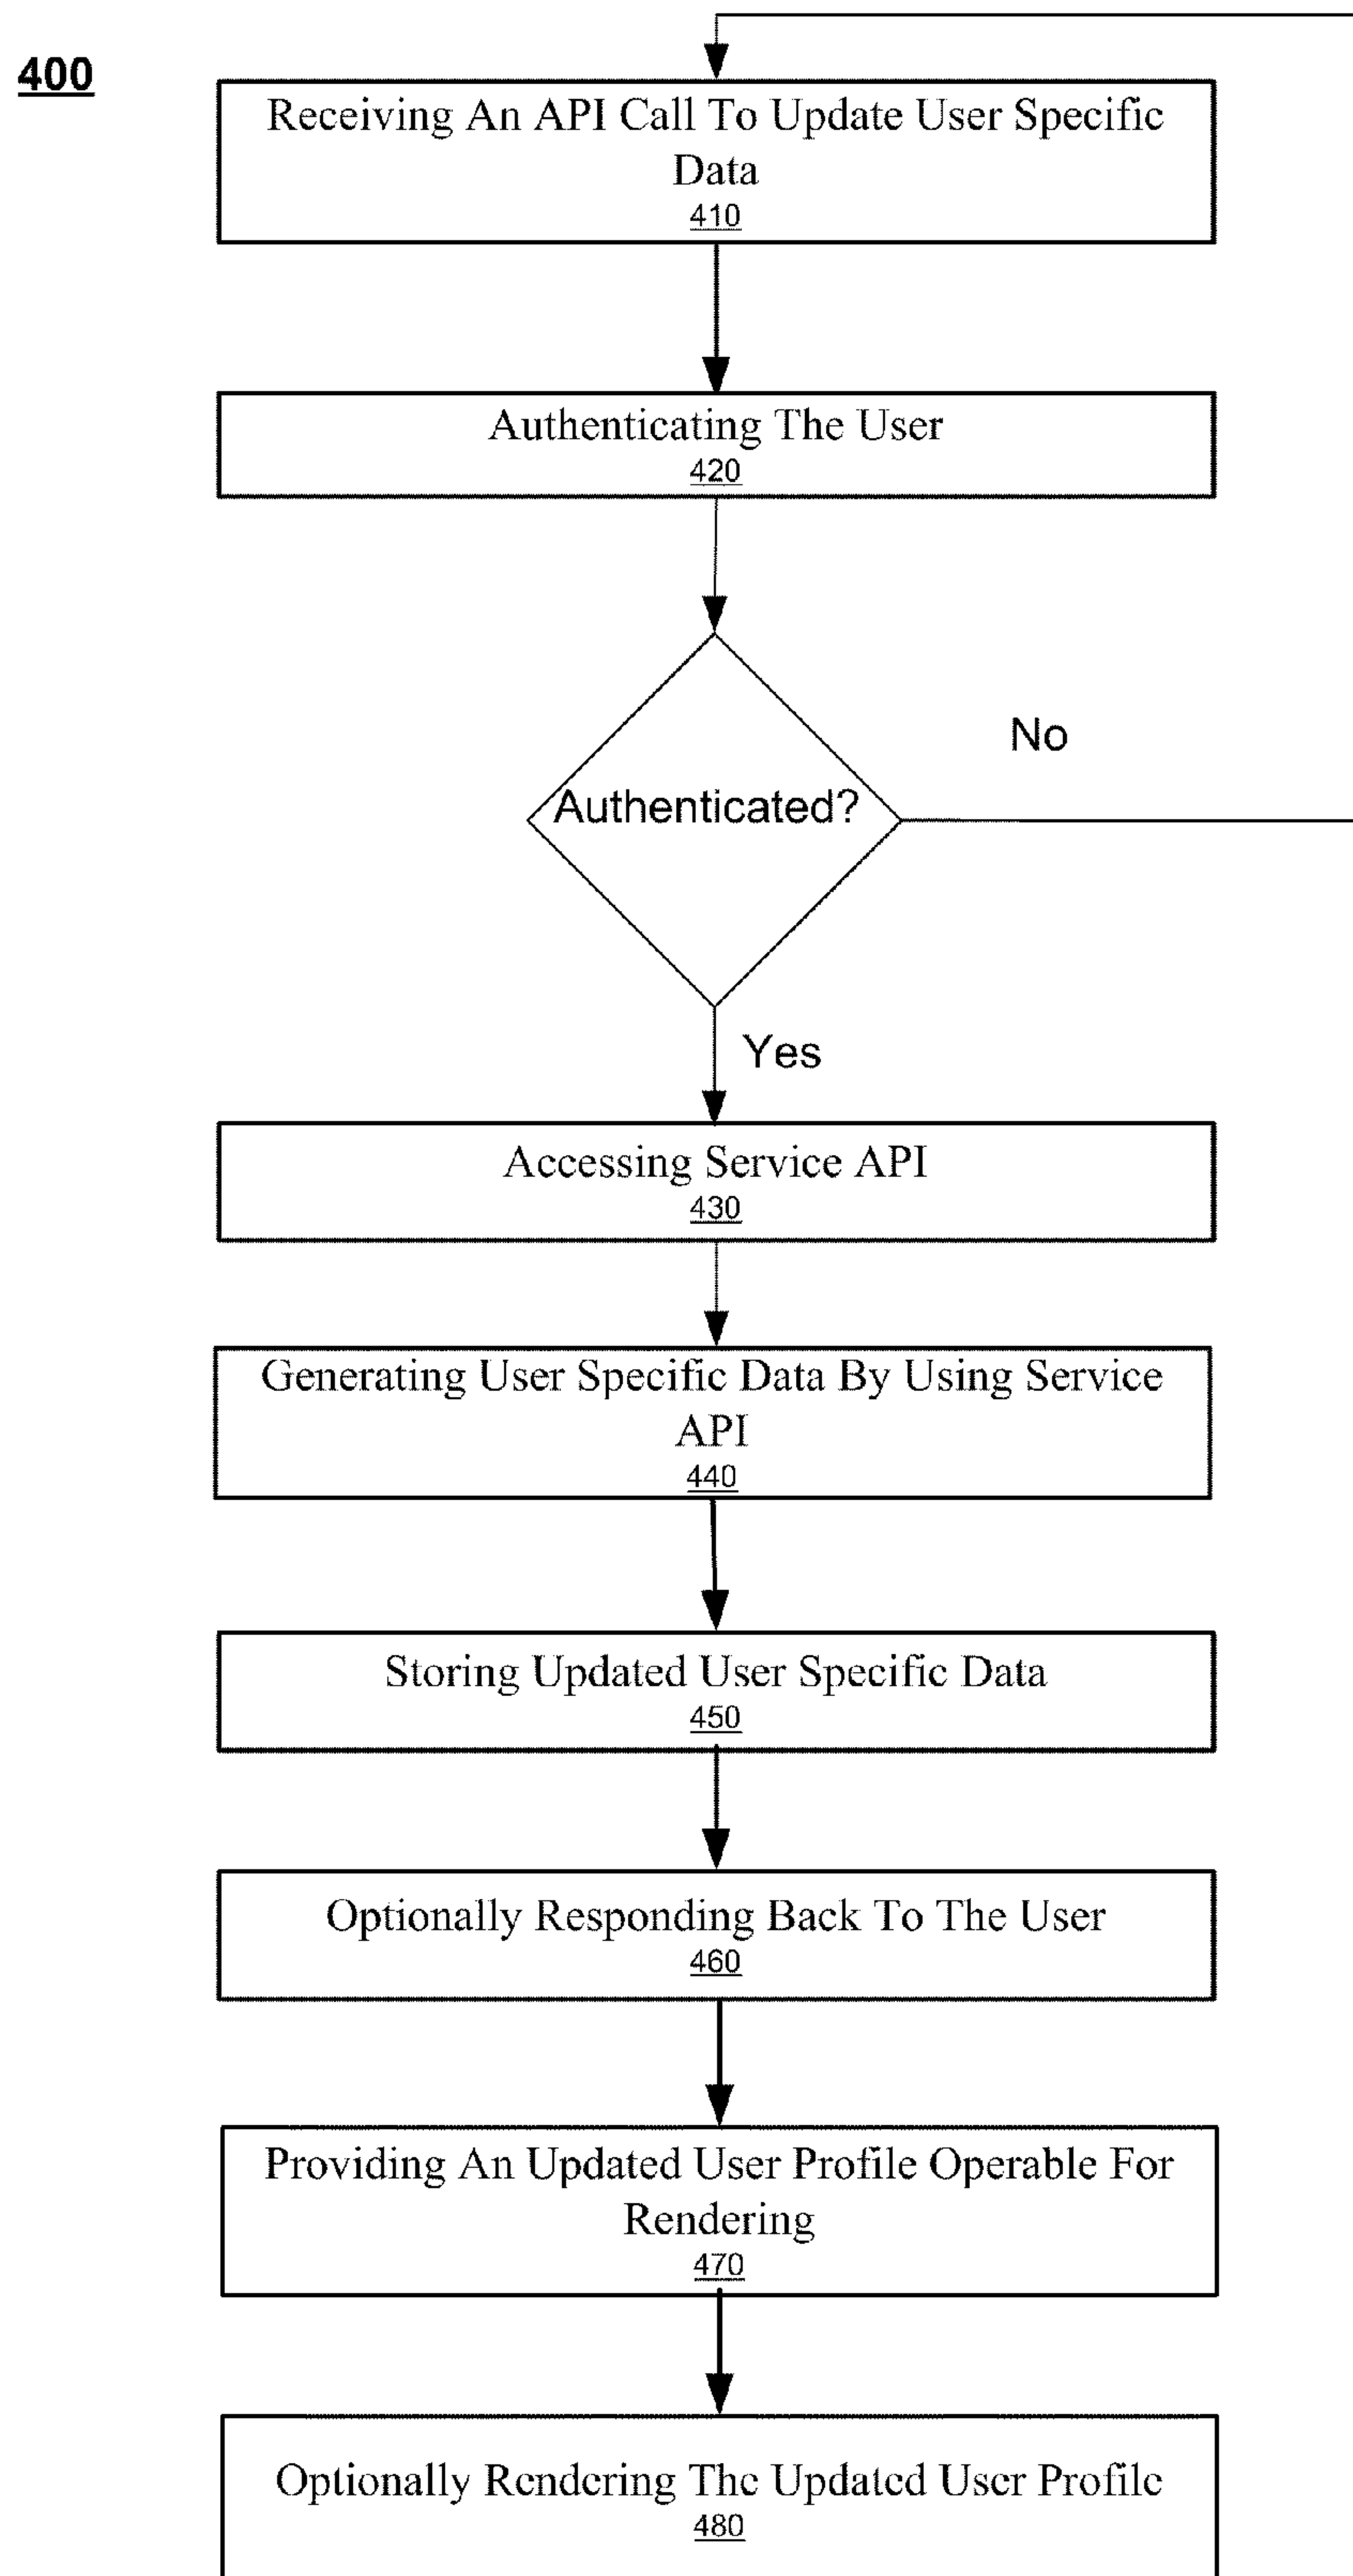 400
Receiving An API Call To Update User Specific
Data
410
Authenticating The User
420
Authenticated?
No
Yes
Accessing Service API
430
Generating User Specific Data By Using Service
API
440
Storing Updated User Specific Data
450
Optionally Responding Back To The User
460
Providing An Updated User Profile Operable For
Rendering
470
Optionally Rendering The Updated User Profile
480